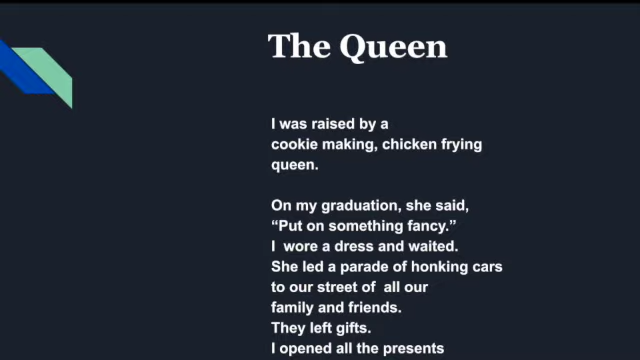 The Queen
I was raised by a
cookie making, chicken frying
queen.
On my graduation, she said,
“Put on something fancy.”
I  wore a dress and waited.
She led a parade of honking cars
to our street of  all our
family and friends.
They left gifts.
I opened all the presents